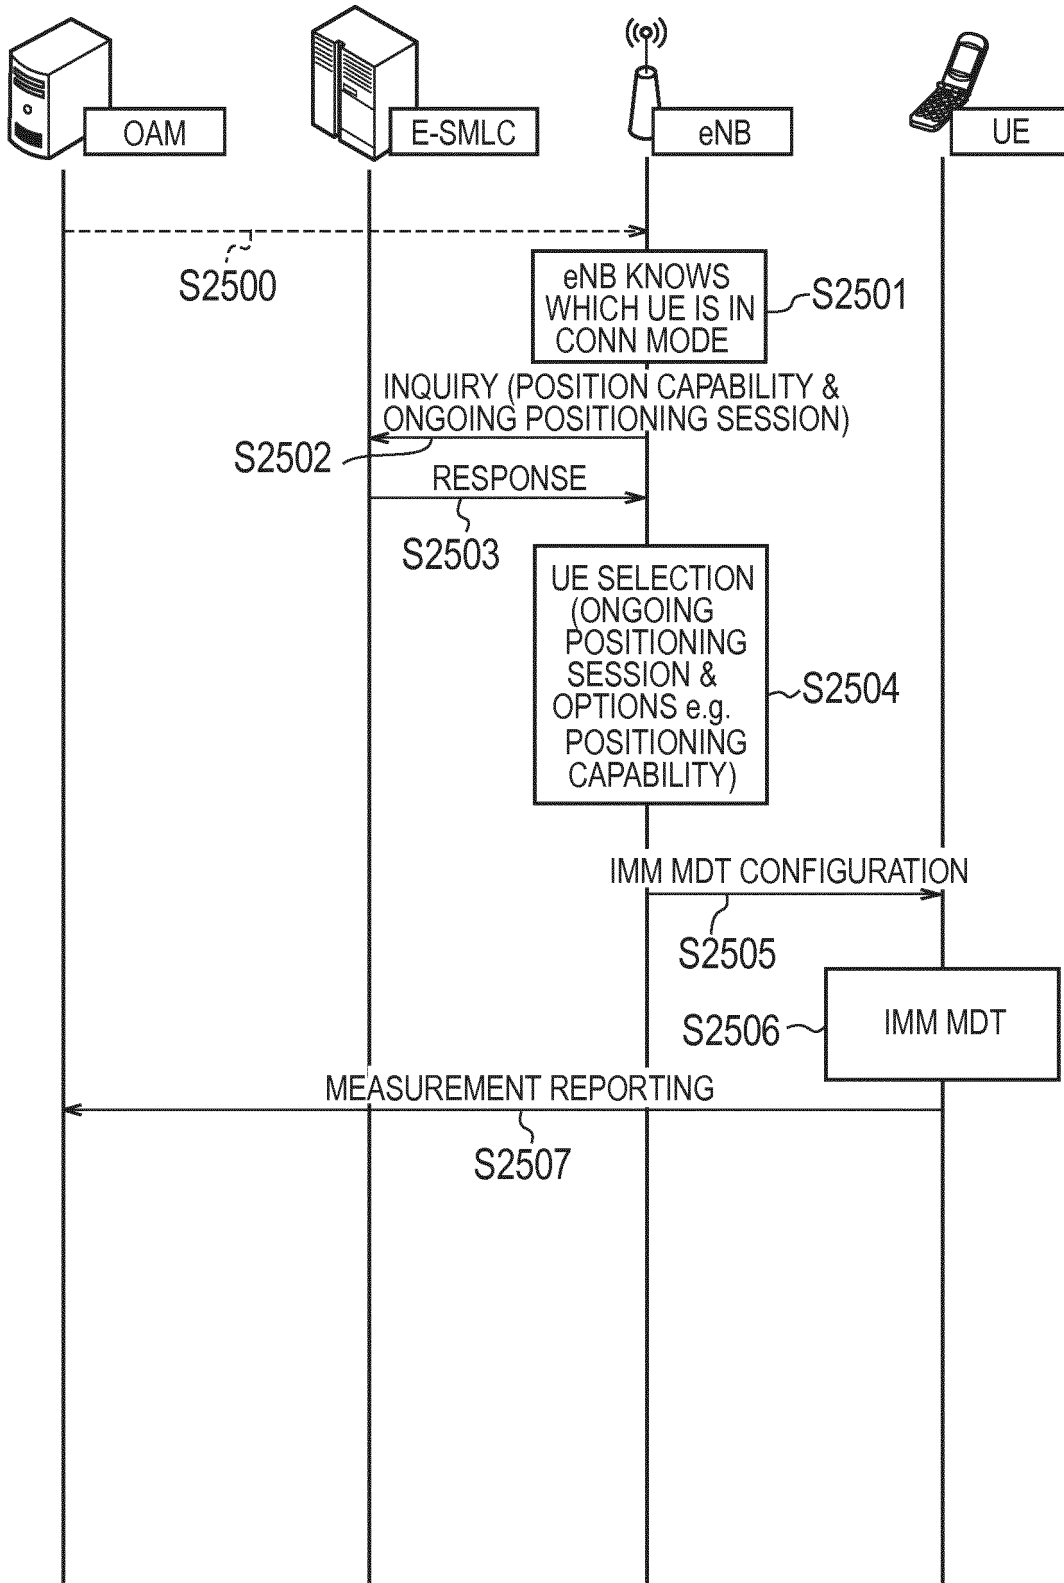 OAM
E-SMLC
eNB
UE
S2500
eNB KNOWS
WHICH UE IS IN
CONN MODE
S2501
INQUIRY (POSITION CAPABILITY &
ONGOING POSITIONING SESSION)
S2502
RESPONSE
S2503
UE SELECTION
(ONGOING
POSITIONING
SESSION &
OPTIONS e.g.
POSITIONING
CAPABILITY)
S2504
IMM MDT CONFIGURATION
S2505
IMM MDT
S2506
MEASUREMENT REPORTING
S2507